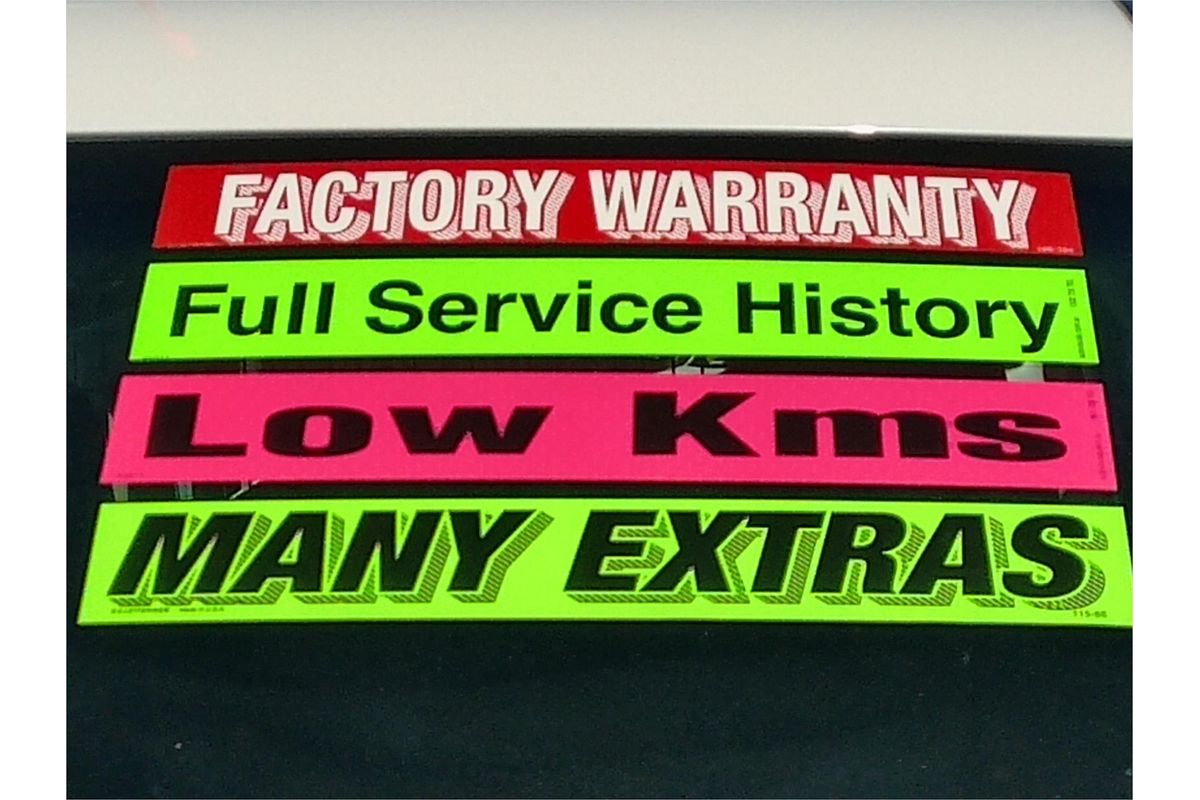 FACTORY WARRANTY
Full Service History
Low Kms
MANY EXTRAS